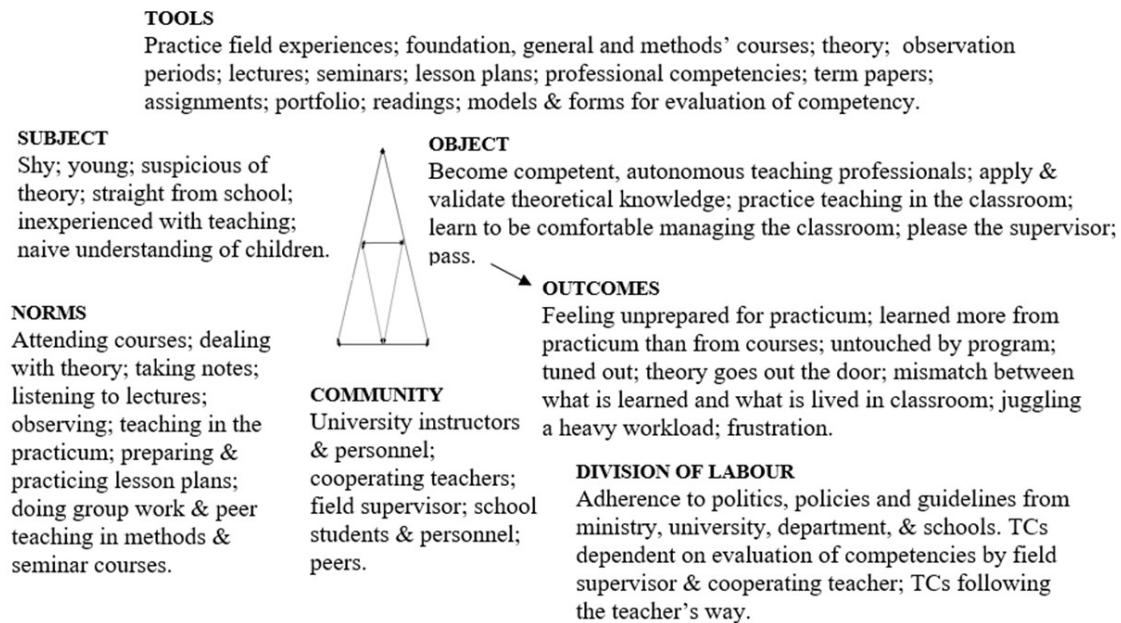 TOOLS
Practice field experiences; foundation, general and methods’ courses; theory; observation
periods; lectures; seminars; lesson plans; professional competencies; term papers;
assignments; portfolio; readings; models & forms for evaluation of competency.
SUBJECT
Shy; young; suspicious of
theory; straight from school;
inexperienced with teaching;
naive understanding of children.
OBJECT
Become competent, autonomous teaching professionals; apply &
validate theoretical knowledge; practice teaching in the classroom;
learn to be comfortable managing the classroom; please the supervisor;
pass.
OUTCOMES
Feeling unprepared for practicum; learned more from
practicum than from courses; untouched by program;
tuned out; theory goes out the door; mismatch between
what is learned and what is lived in classroom; juggling
a heavy workload; frustration.
NORMS
Attending courses; dealing
with theory; taking notes;
listening to lectures;
observing; teaching in the
practicum; preparing &
practicing lesson plans;
doing group work & peer
teaching in methods &
seminar courses.
COMMUNITY
University instructors
& personnel;
cooperating teachers;
field supervisor; school
students & personnel;
peers.
DIVISION OF LABOUR
Adherence to politics, policies and guidelines from
ministry, university, department, & schools. TCs
dependent on evaluation of competencies by field
supervisor & cooperating teacher; TCs following
the teacher’s way.